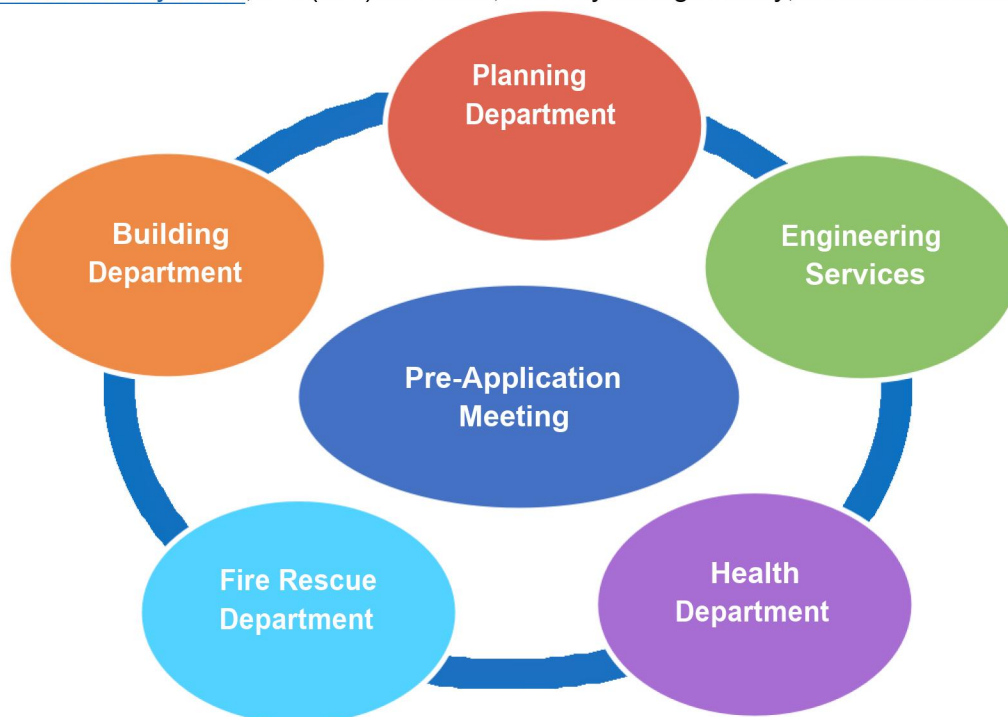 Planning
Department
Building
Department
Engineering
Services
Pre-Application
Meeting
Fire Rescue
Department
Health
Department